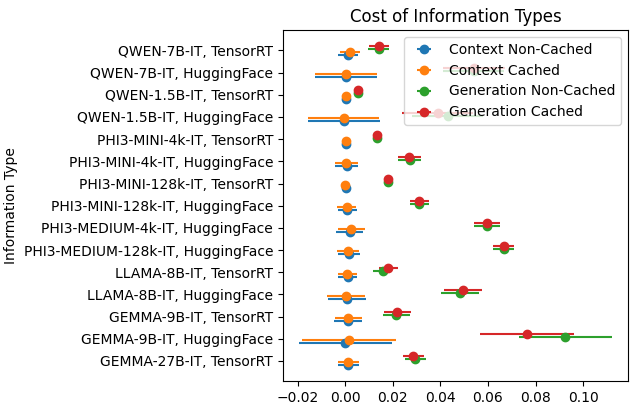 Cost of Information Types
Information Type
QWEN-7B-IT, TensorRT
QWEN-7B-IT, HuggingFace
QWEN-1.5B-IT, TensorRT
QWEN-1.5B-IT, HuggingFace
PHI3-MINI-4k-IT, TensorRT
PHI3-MINI-4k-IT, HuggingFace
PHI3-MINI-128k-IT, TensorRT
PHI3-MINI-128k-IT, HuggingFace
PHI3-MEDIUM-4k-IT, HuggingFace
PHI3-MEDIUM-128k-IT, HuggingFace
LLAMA-8B-IT, TensorRT
LLAMA-8B-IT, HuggingFace
GEMMA-9B-IT, TensorRT
GEMMA-9B-IT, HuggingFace
GEMMA-27B-IT, TensorRT
Context Non-Cached
Context Cached
Generation Non-Cached
Generation Cached
−0.02 0.00 0.02 0.04 0.06 0.08 0.10